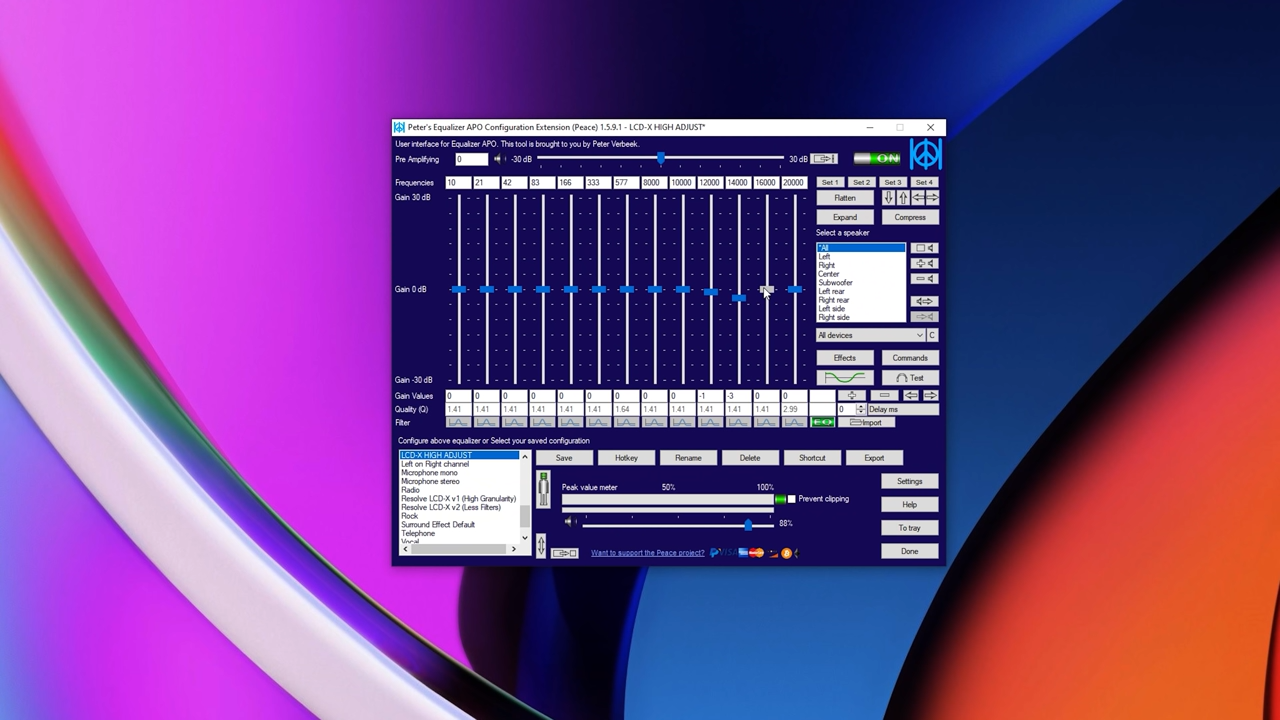 Peter's Equalizer APO Configuration Extension (Peace) 1.5.9.1 - LCD-X HIGH ADJUST*
User interface for Equalizer APO. This tool is brought to you by Peter Verbeek.
Pre Amplifying 0 -30 dB 30 dB ON
Frequencies 10 21 42 83 166 333 577 8000 10000 12000 14000 16000 20000 Set 1 Set 2 Set 3 Set 4
Gain 30 dB Flatten
Expand Compress
Select a speaker
*All
Left
Right
Center
Subwoofer
Left rear
Right rear
Left side
Right side
Gain 0 dB
All devices C
Effects Commands
Gain -30 dB Test
Gain Values 0 0 0 0 0 0 0 0 0 -1 -3 0 0
Quality (Q) 1.41 1.41 1.41 1.41 1.41 1.41 1.64 1.41 1.41 1.41 1.41 1.41 2.99 0 Delay ms
Filter EQ Import
Configure above equalizer or Select your saved configuration
LCD-X HIGH ADJUST
Left on Right channel
Microphone mono
Microphone stereo
Radio
Resolve LCD-X v1 (High Granularity)
Resolve LCD-X v2 (Less Filters)
Rock
Surround Effect Default
Telephone
Vocal
Save Hotkey Rename Delete Shortcut Export
Peak value meter 50% 100%
Prevent clipping
88%
Want to support the Peace project? VISA
Settings
Help
To tray
Done